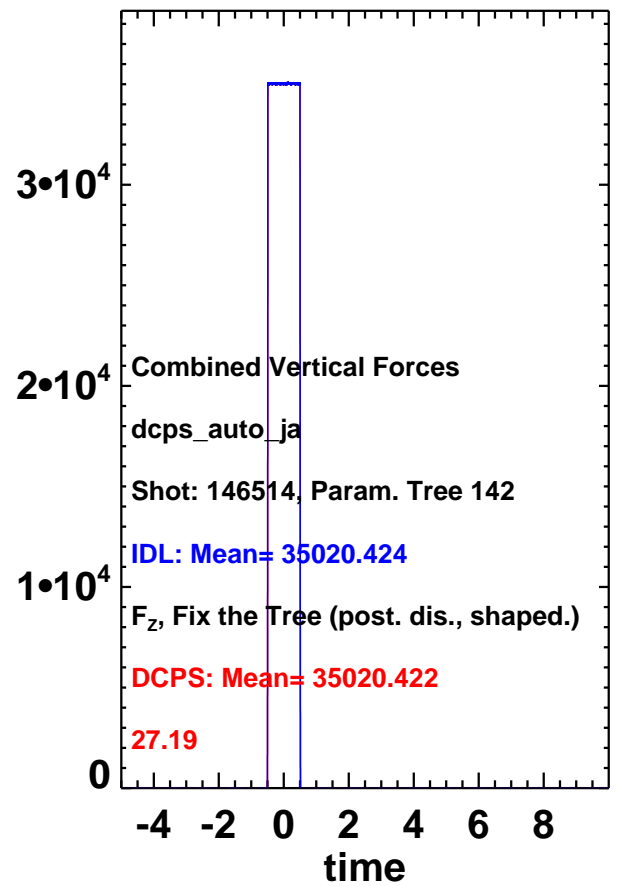 3•10⁴
Combined Vertical Forces
2•10⁴
dcps_auto_ja
Shot: 146514, Param. Tree 142
IDL: Mean= 35020.424
1•10⁴
F_Z, Fix the Tree (post. dis., shaped.)
DCPS: Mean= 35020.422
27.19
0
-4 -2 0 2 4 6 8
time